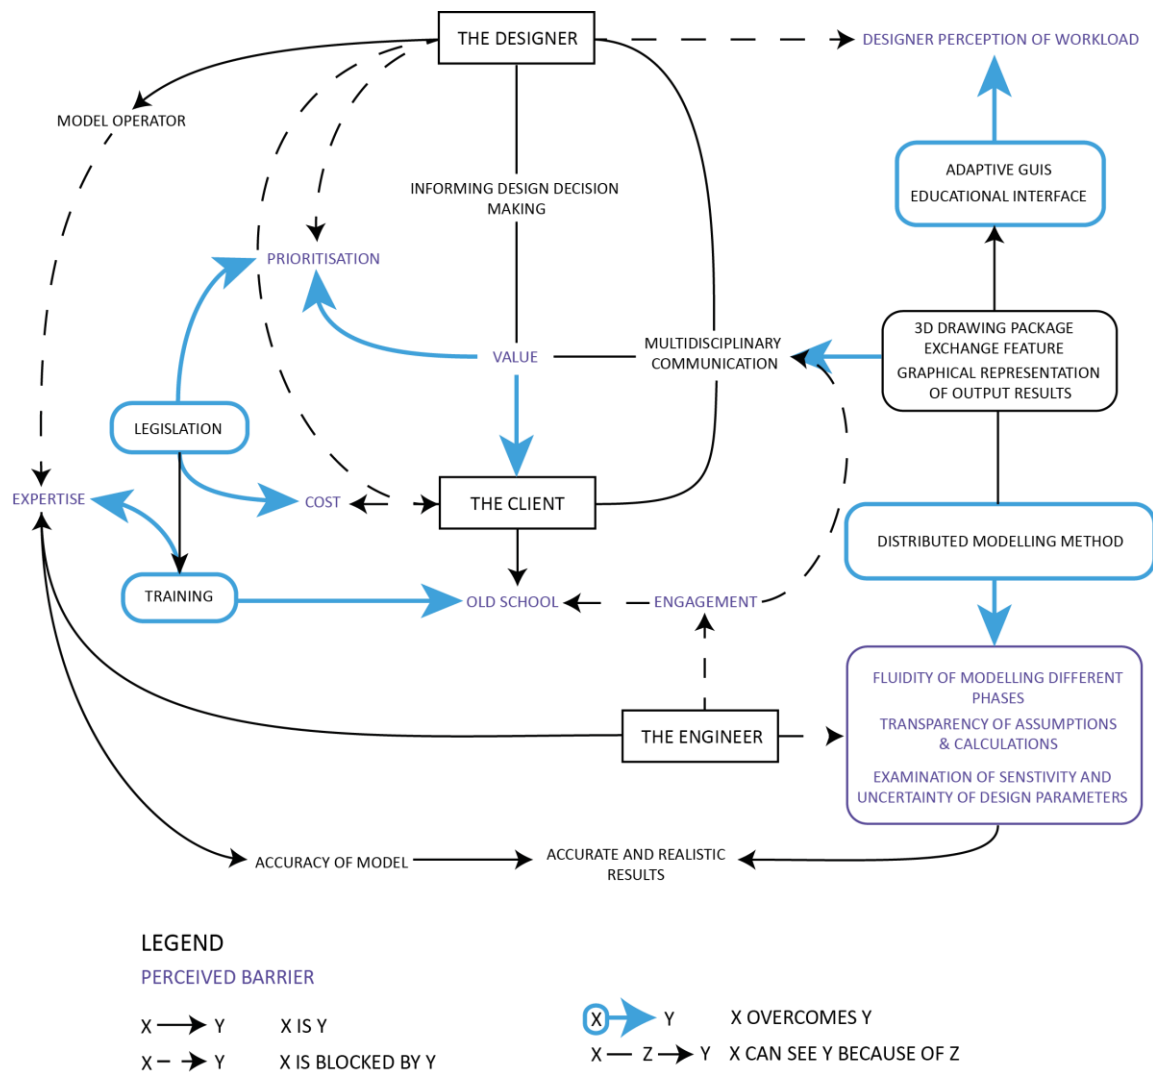 THE DESIGNER
DESIGNER PERCEPTION OF WORKLOAD
MODEL OPERATOR
ADAPTIVE GUIS
EDUCATIONAL INTERFACE
INFORMING DESIGN DECISION
MAKING
PRIORITISATION
3D DRAWING PACKAGE
EXCHANGE FEATURE
GRAPHICAL REPRESENTATION
OF OUTPUT RESULTS
VALUE
MULTIDISCIPLINARY
COMMUNICATION
LEGISLATION
EXPERTISE
COST
THE CLIENT
DISTRIBUTED MODELLING METHOD
TRAINING
OLD SCHOOL
ENGAGEMENT
FLUIDITY OF MODELLING DIFFERENT
PHASES
TRANSPARENCY OF ASSUMPTIONS
& CALCULATIONS
EXAMINATION OF SENSTIVITY AND
UNCERTAINTY OF DESIGN PARAMETERS
THE ENGINEER
ACCURACY OF MODEL
ACCURATE AND REALISTIC
RESULTS
LEGEND
PERCEIVED BARRIER
X Y X IS Y
X Y X IS BLOCKED BY Y
X Y X OVERCOMES Y
X Z Y X CAN SEE Y BECAUSE OF Z